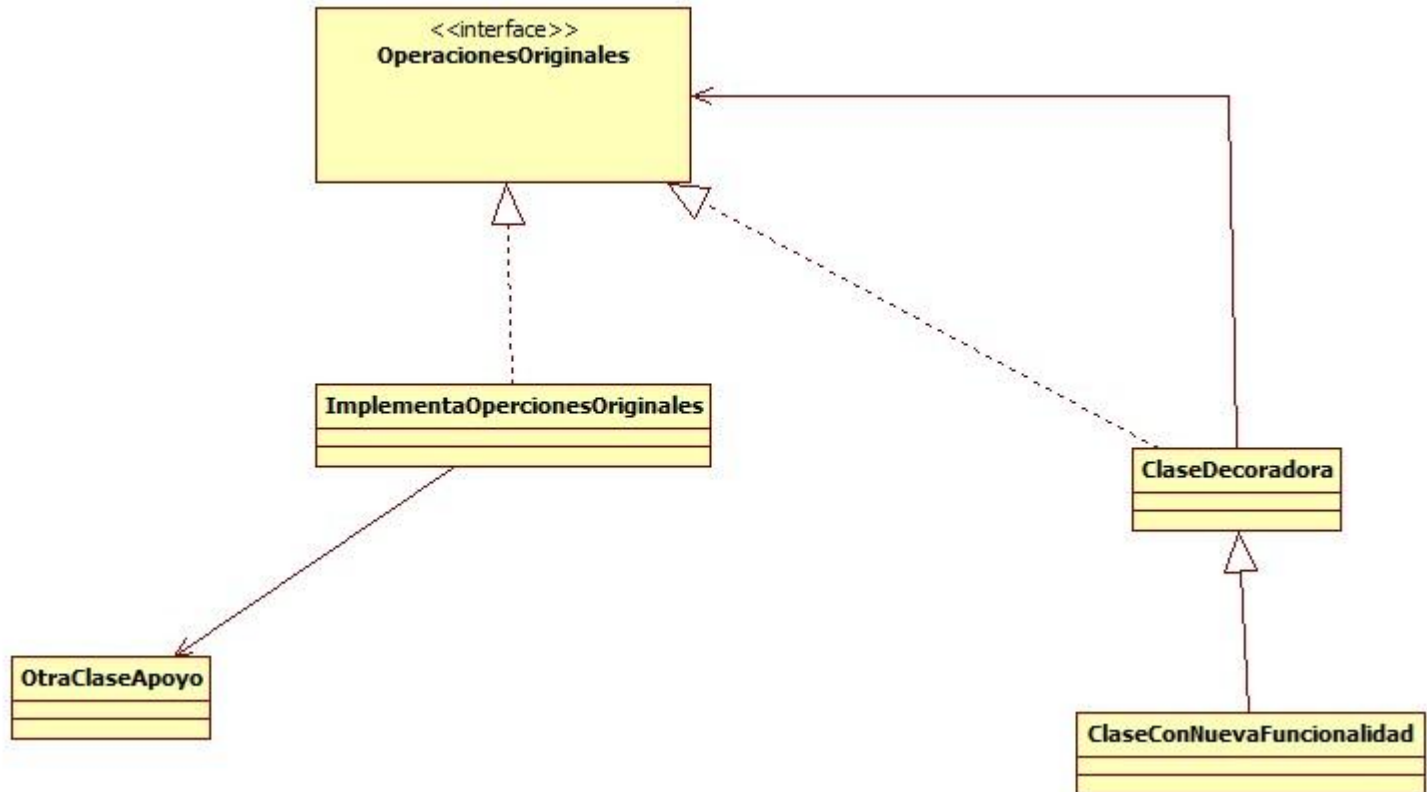 <<interface>>
OperacionesOriginales
ImplementaOpercionesOriginales
ClaseDecoradora
OtraClaseApoyo
ClaseConNuevaFuncionalidad